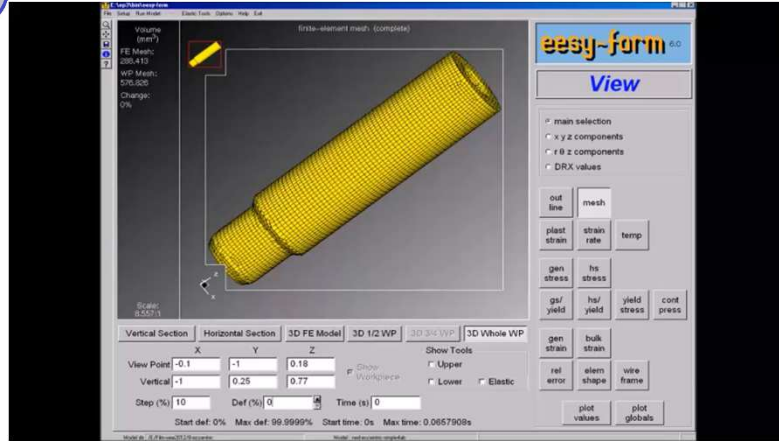 File Setup Run Model Elastic Tools Options Help Exit
Volume
(mm³)
FE Mesh:
288.413
WP Mesh:
576.826
Change:
0%
finite-element mesh (complete)
z
x
Scale:
8.557:1
eesy-form 6.0
View
main selection
x y z components
r θ z components
DRX values
out line
mesh
plast strain
strain rate
temp
gen stress
hs stress
gs/ yield
hs/ yield
yield stress
cont press
gen strain
bulk strain
rel error
elem shape
wire frame
plot values
plot globals
Vertical Section Horizontal Section 3D FE Model 3D 1/2 WP 3D 3/4 WP 3D Whole WP
X Y Z Show Tools
View Point -0.1 -1 0.18 Show Workpiece Upper
Vertical -1 0.25 0.77 Lower Elastic
Step (%) 10 Def (%) 0 Time (s) 0
Start def: 0% Max def: 99.9999% Start time: 0s Max time: 0.0657908s